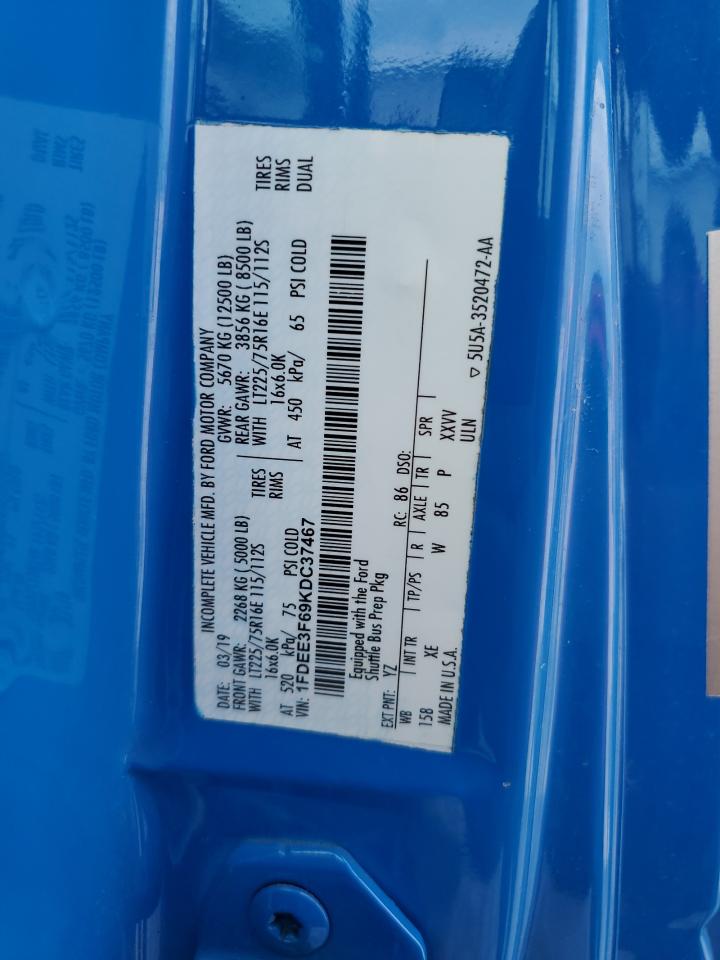 INCOMPLETE VEHICLE MFD. BY FORD MOTOR COMPANY
DATE: 03/19 GVWR: 5670 KG (12500 LB)
FRONT GAWR: 2268 KG ( 5000 LB) REAR GAWR: 3856 KG ( 8500 LB)
WITH LT225/75R16E 115/112S TIRES WITH LT225/75R16E 115/112S TIRES
16x6.0K RIMS 16x6.0K RIMS
AT 520 kPa/ 75 PSI COLD AT 450 kPa/ 65 PSI COLD DUAL
VIN: 1FDEE3F69KDC37467
Equipped with the Ford
Shuttle Bus Prep Pkg
EXT PNT: YZ RC: 86 DSO:
WB INT TR TP/PS R AXLE TR SPR
158 XE W 85 P XXVV
MADE IN U.S.A. ULN
▽ 5U5A-3520472-AA